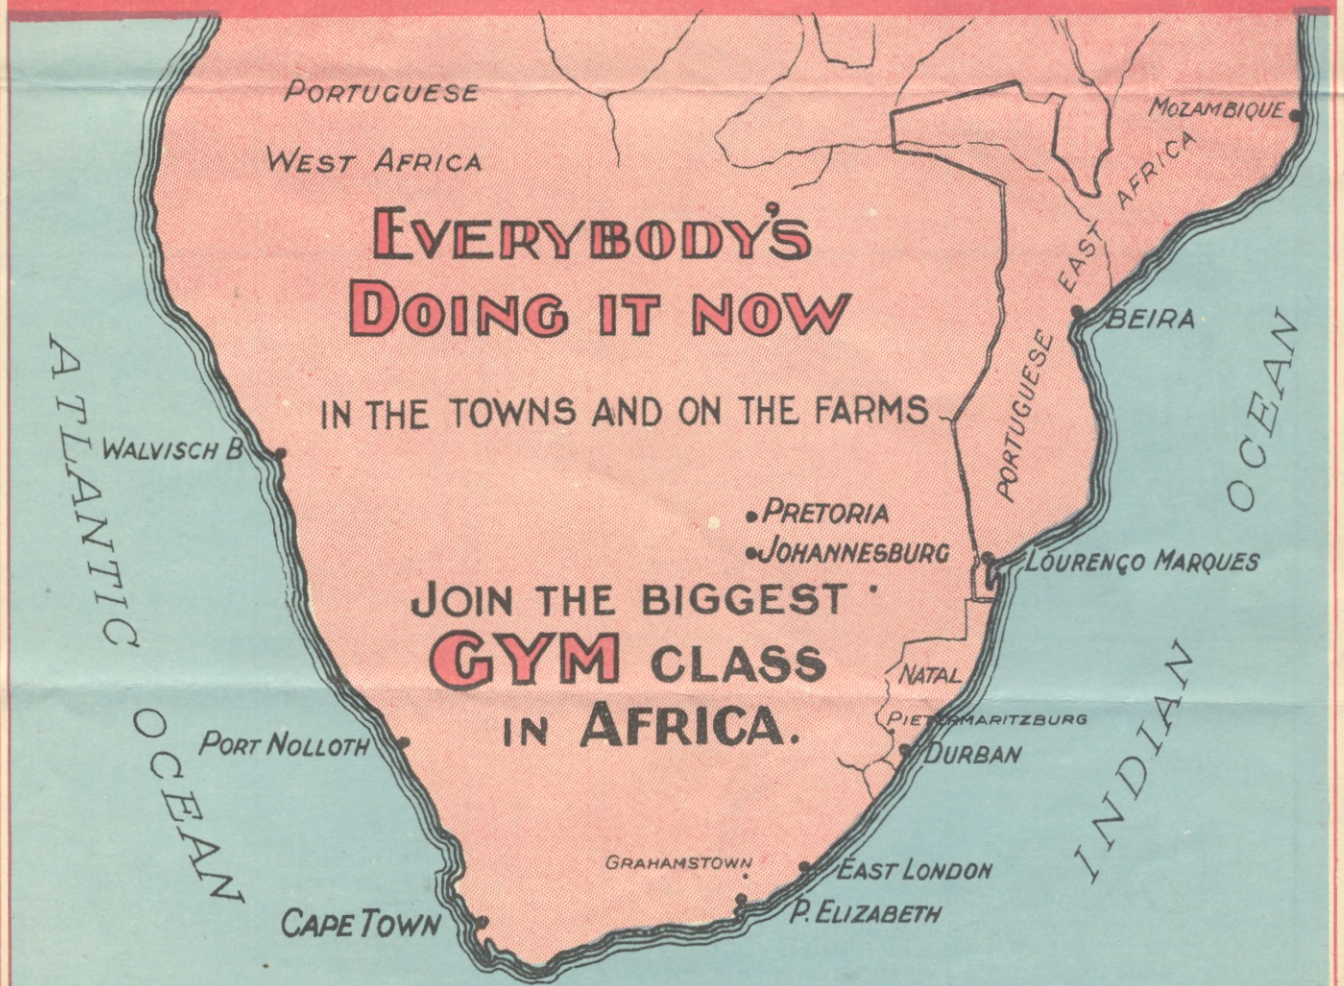 PORTUGUESE
WEST AFRICA
MOZAMBIQUE
EVERYBODY'S
DOING IT NOW
IN THE TOWNS AND ON THE FARMS
PORTUGUESE EAST AFRICA
BEIRA
ATLANTIC OCEAN
INDIAN OCEAN
WALVISCH B
PRETORIA
JOHANNESBURG
LOURENÇO MARQUES
JOIN THE BIGGEST
GYM CLASS
IN AFRICA.
NATAL
PIETERMARITZBURG
DURBAN
PORT NOLLOTH
GRAHAMSTOWN
EAST LONDON
P. ELIZABETH
CAPE TOWN